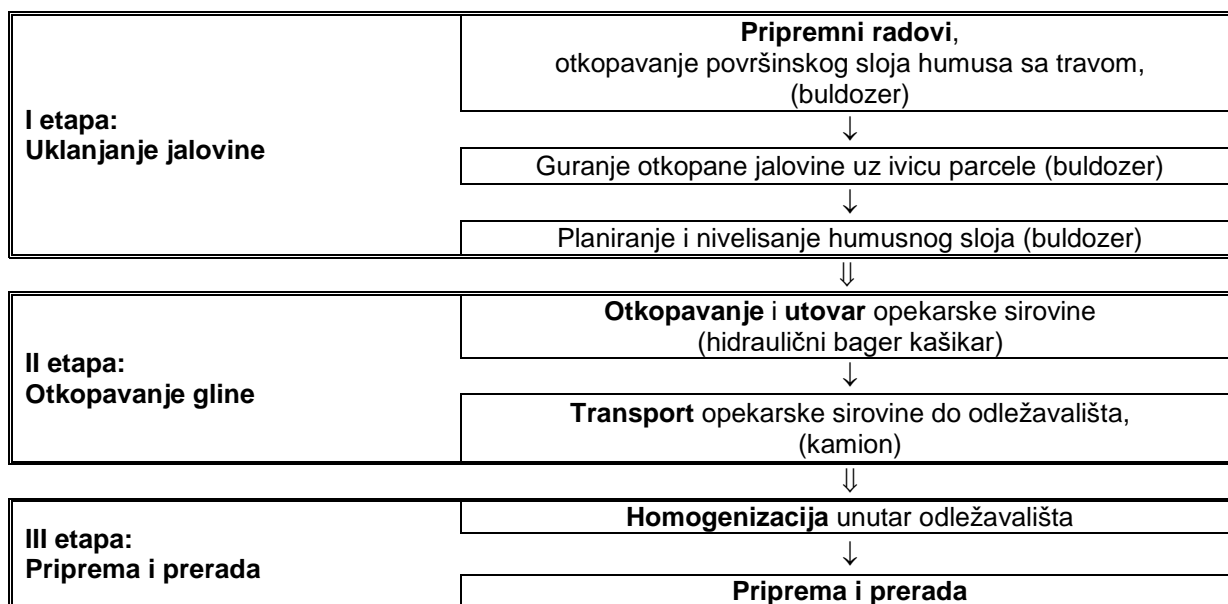 I etapa:
Uklanjanje jalovine
Pripremni radovi,
otkopavanje površinskog sloja humusa sa travom,
(buldozer)
↓
Guranje otkopane jalovine uz ivicu parcele (buldozer)
↓
Planiranje i nivelisanje humusnog sloja (buldozer)
⇓
II etapa:
Otkopavanje gline
Otkopavanje i utovar opekarske sirovine
(hidraulični bager kašikar)
↓
Transport opekarske sirovine do odležavališta,
(kamion)
⇓
III etapa:
Priprema i prerada
Homogenizacija unutar odležavališta
↓
Priprema i prerada